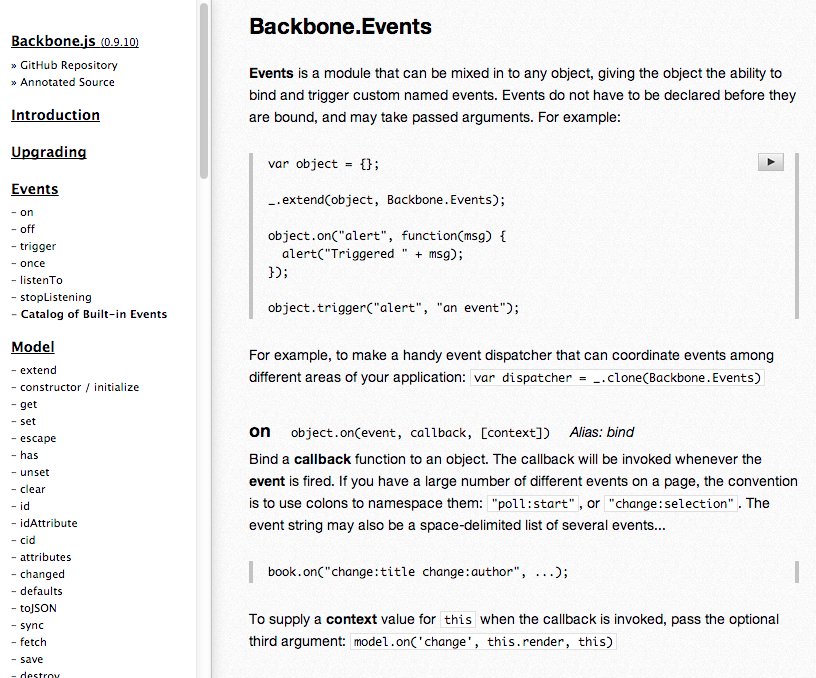 Backbone.js (0.9.10)
» GitHub Repository
» Annotated Source
Introduction
Upgrading
Events
– on
– off
– trigger
– once
– listenTo
– stopListening
– Catalog of Built-in Events
Model
– extend
– constructor / initialize
– get
– set
– escape
– has
– unset
– clear
– id
– idAttribute
– cid
– attributes
– changed
– defaults
– toJSON
– sync
– fetch
– save
– destroy
Backbone.Events
Events is a module that can be mixed in to any object, giving the object the ability to
bind and trigger custom named events. Events do not have to be declared before they
are bound, and may take passed arguments. For example:
var object = {};
_.extend(object, Backbone.Events);
object.on("alert", function(msg) {
  alert("Triggered " + msg);
});
object.trigger("alert", "an event");
For example, to make a handy event dispatcher that can coordinate events among
different areas of your application: var dispatcher = _.clone(Backbone.Events)
on object.on(event, callback, [context]) Alias: bind
Bind a callback function to an object. The callback will be invoked whenever the
event is fired. If you have a large number of different events on a page, the convention
is to use colons to namespace them: "poll:start", or "change:selection". The
event string may also be a space-delimited list of several events...
book.on("change:title change:author", ...);
To supply a context value for this when the callback is invoked, pass the optional
third argument: model.on('change', this.render, this)